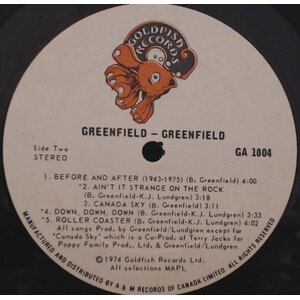 GOLDFISH
RECORDS
GREENFIELD - GREENFIELD
Side Two
STEREO
GA 1004
1. BEFORE AND AFTER (1943-1975) (B. Greenfield) 4:00
*2. AIN'T IT STRANGE ON THE ROCK
(B. Greenfield-K.J. Lundgren) 3:18
3. CANADA SKY (B. Greenfield) 3:11
*4. DOWN, DOWN, DOWN (B. Greenfield-K.J. Lundgren) 3:33
*5. ROLLER COASTER (B. Greenfield-K.J. Lundgren) 4:02
All songs Prod. by Greenfield, Lundgren except for
"Canada Sky" which is a Co-Prod. of Terry Jacks for
Poppy Family Prod., Ltd. & Greenfield/Lundgren
℗1974 Goldfish Records Ltd.
All selections MAPL
MANUFACTURED AND DISTRIBUTED BY A & M RECORDS OF CANADA LIMITED. ALL RIGHTS RESERVED.